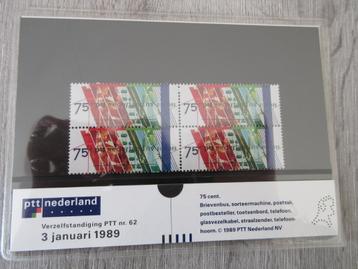 75
75
75
75
ptt nederland
Verzelfstandiging PTT nr. 62
3 januari 1989
75 cent.
Brievenbus, sorteermachine, postzak,
postbesteller, toetsenbord, telefoon,
glasvezelkabel, straalzender, telefoon-
hoorn. © 1989 PTT Nederland NV